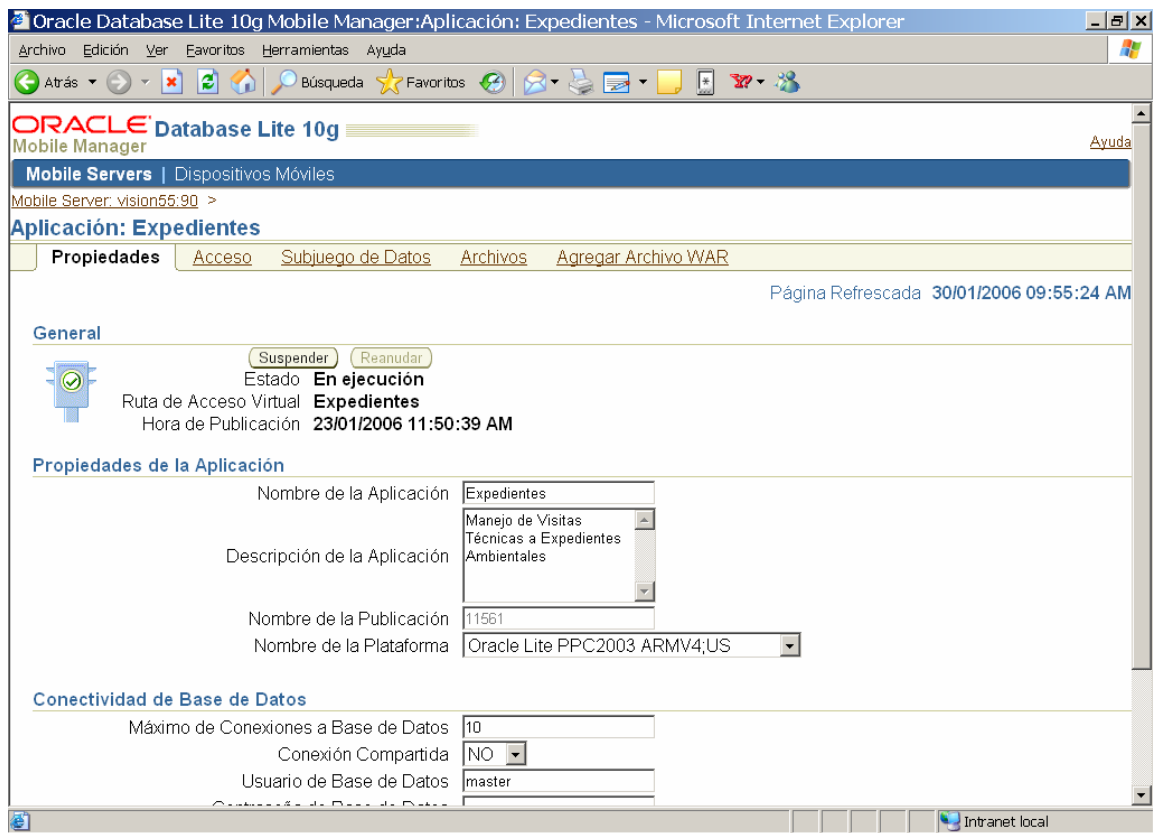 Oracle Database Lite 10g Mobile Manager:Aplicación: Expedientes - Microsoft Internet Explorer
Archivo Edición Ver Favoritos Herramientas Ayuda
Atrás Búsqueda Favoritos
ORACLE Database Lite 10g
Mobile Manager
Ayuda
Mobile Servers | Dispositivos Móviles
Mobile Server: vision55:90 >
Aplicación: Expedientes
Propiedades Acceso Subjuego de Datos Archivos Agregar Archivo WAR
Página Refrescada 30/01/2006 09:55:24 AM
General
Suspender Reanudar
Estado En ejecución
Ruta de Acceso Virtual Expedientes
Hora de Publicación 23/01/2006 11:50:39 AM
Propiedades de la Aplicación
Nombre de la Aplicación Expedientes
Descripción de la Aplicación Manejo de Visitas
Técnicas a Expedientes
Ambientales
Nombre de la Publicación 11561
Nombre de la Plataforma Oracle Lite PPC2003 ARMV4;US
Conectividad de Base de Datos
Máximo de Conexiones a Base de Datos 10
Conexión Compartida NO
Usuario de Base de Datos master
Contraseña de Base de Datos
Intranet local